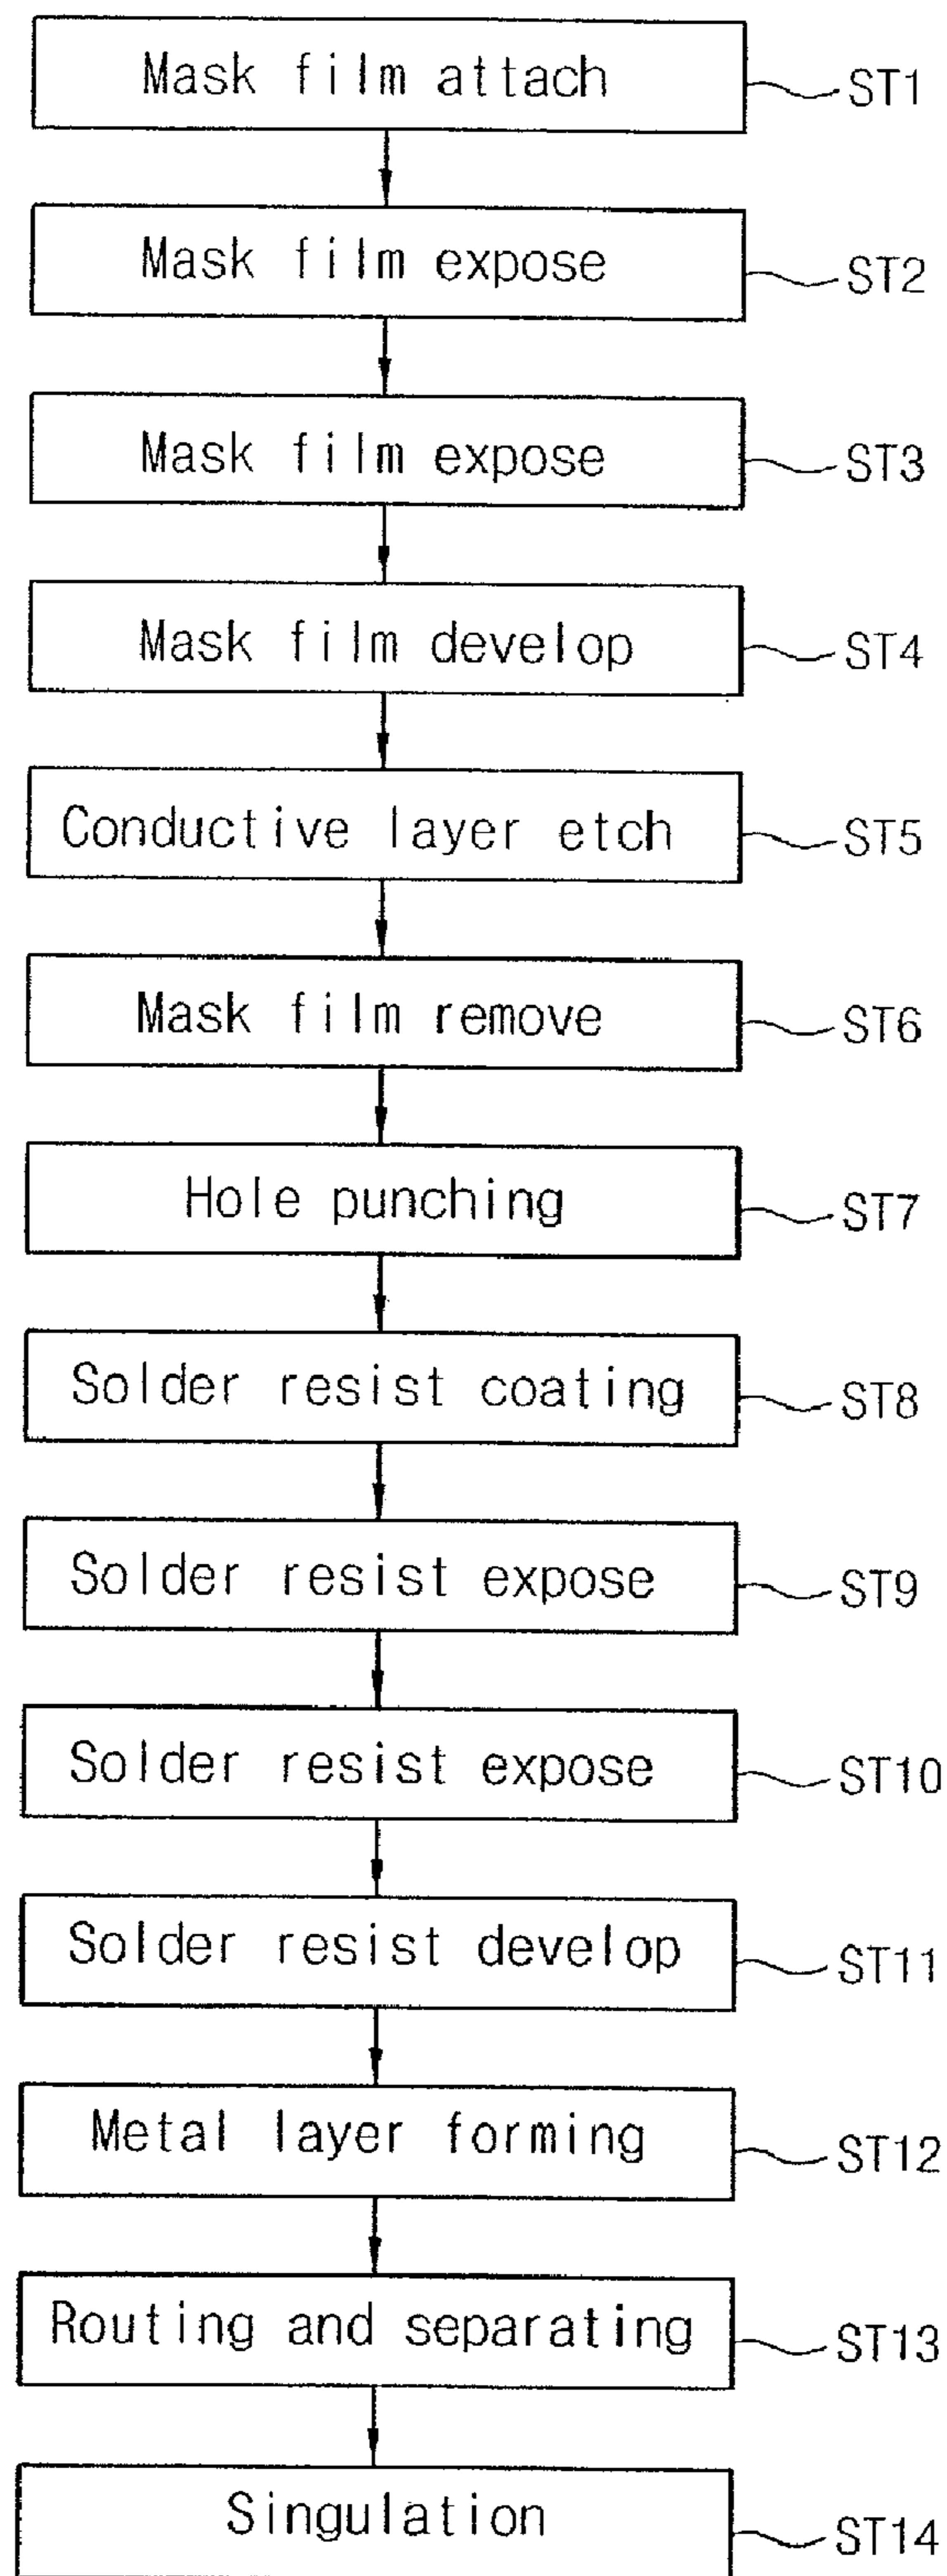 Mask film attach ST1
Mask film expose ST2
Mask film expose ST3
Mask film develop ST4
Conductive layer etch ST5
Mask film remove ST6
Hole punching ST7
Solder resist coating ST8
Solder resist expose ST9
Solder resist expose ST10
Solder resist develop ST11
Metal layer forming ST12
Routing and separating ST13
Singulation ST14